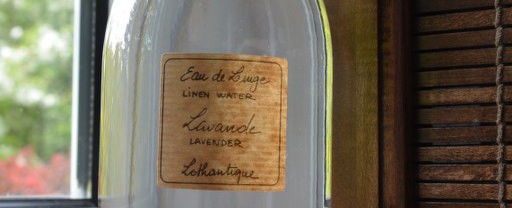 Eau de Linge
LINEN WATER
Lavande
LAVENDER
Lothantique